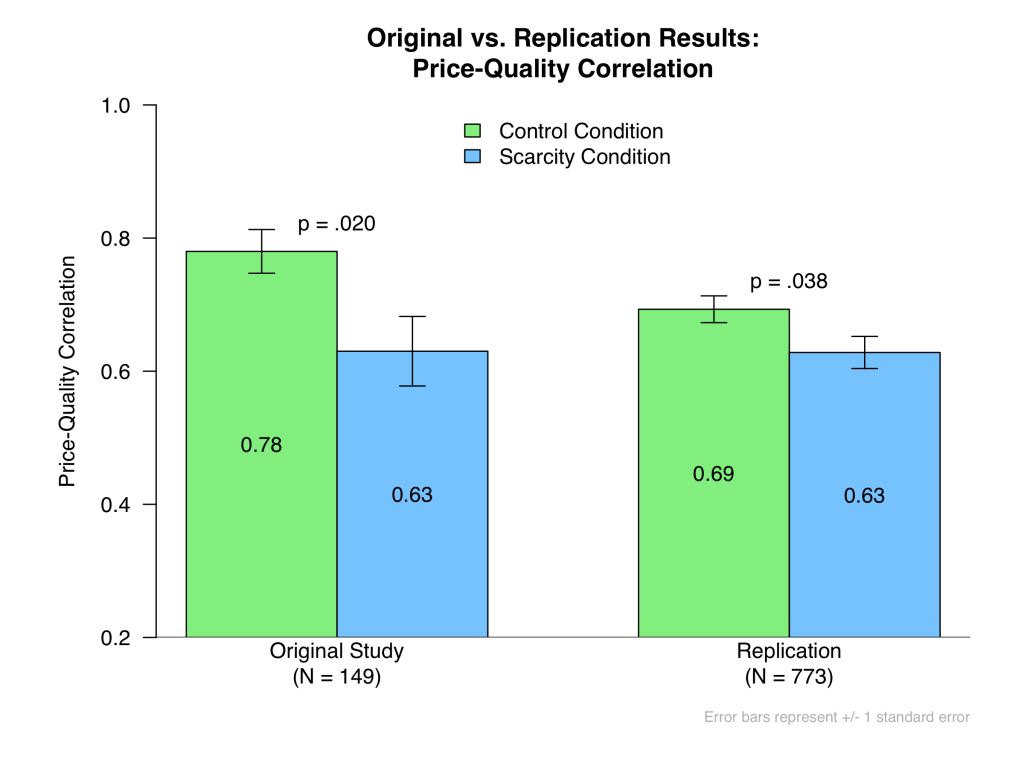 Original vs. Replication Results:
Price-Quality Correlation
1.0
Control Condition
Scarcity Condition
p = .020
0.8
p = .038
Price-Quality Correlation
0.6
0.78
0.69
0.63
0.63
0.4
0.2
Original Study
Replication
(N = 149)
(N = 773)
Error bars represent +/- 1 standard error